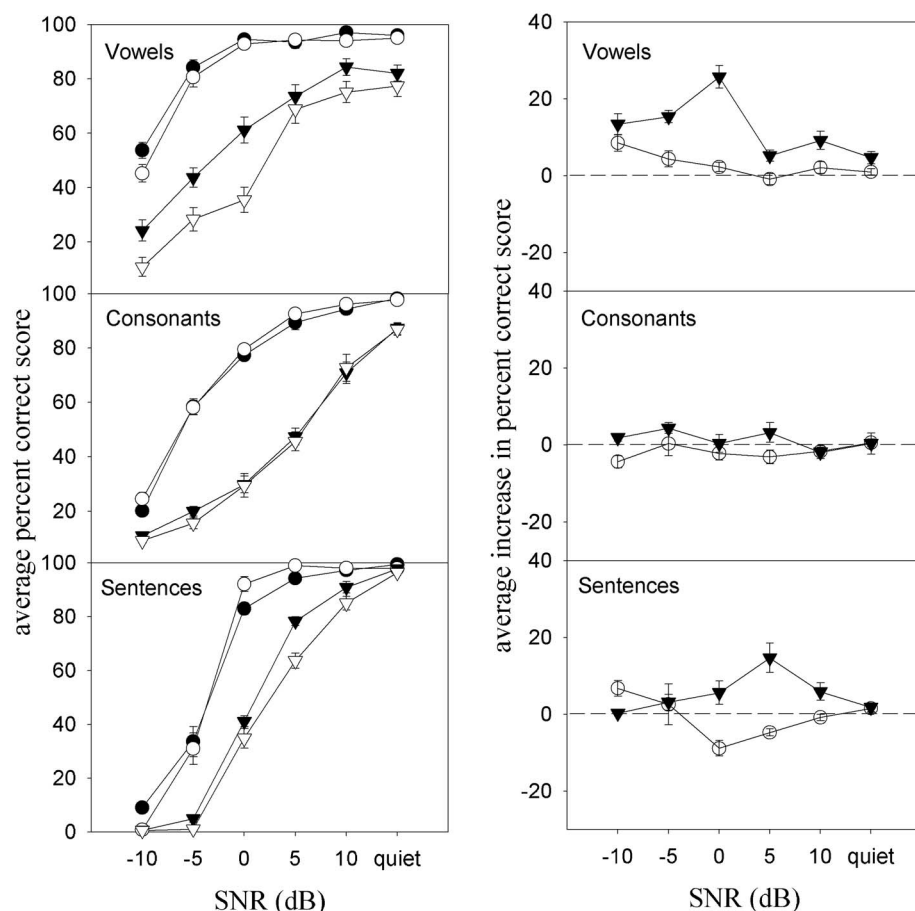 average percent correct score
100
80
60
40
20
Vowels
100
80
60
40
20
Consonants
100
80
60
40
20
0
Sentences
-10 -5 0 5 10 quiet
SNR (dB)
average increase in percent correct score
40
20
0
-20
40
Vowels
20
0
-20
40
Consonants
20
0
-20
Sentences
-10 -5 0 5 10 quiet
SNR (dB)